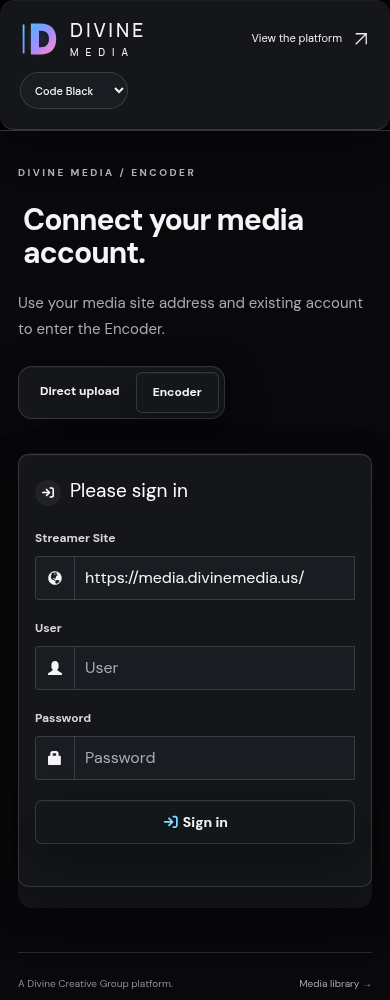 DIVINE
MEDIA
View the platform
Code Black
DIVINE MEDIA / ENCODER
Connect your media
account.
Use your media site address and existing account
to enter the Encoder.
Direct upload
Encoder
Please sign in
Streamer Site
https://media.divinemedia.us/
User
User
Password
Password
Sign in
A Divine Creative Group platform.
Media library →